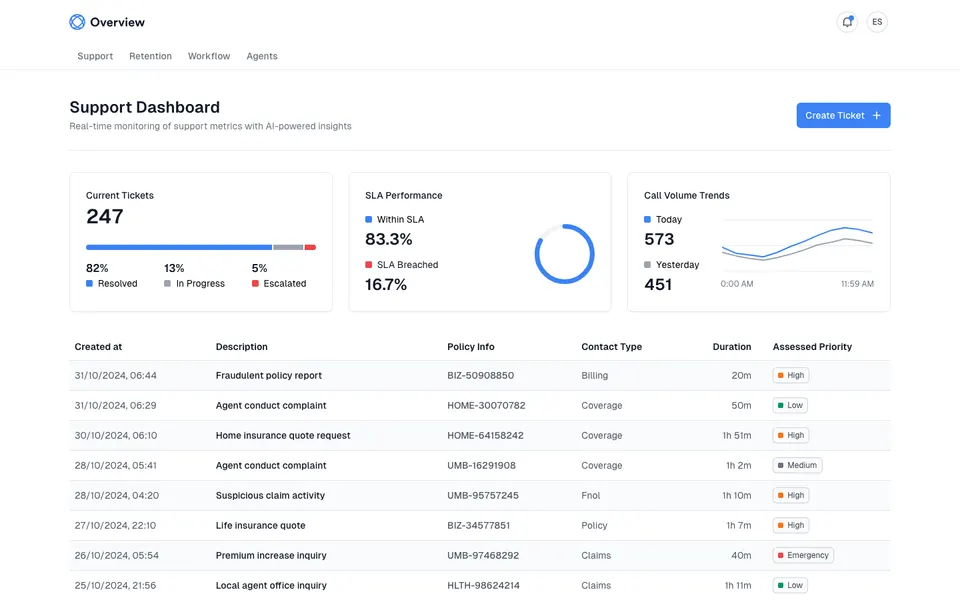 Overview
ES
Support Retention Workflow Agents
Support Dashboard
Real-time monitoring of support metrics with AI-powered insights
Create Ticket +
Current Tickets
247
82% 13% 5%
Resolved In Progress Escalated
SLA Performance
Within SLA
83.3%
SLA Breached
16.7%
Call Volume Trends
Today
573
Yesterday
451
0:00 AM 11:59 AM
Created at Description Policy Info Contact Type Duration Assessed Priority
31/10/2024, 06:44 Fraudulent policy report BIZ-50908850 Billing 20m High
31/10/2024, 06:29 Agent conduct complaint HOME-30070782 Coverage 50m Low
30/10/2024, 06:10 Home insurance quote request HOME-64158242 Coverage 1h 51m High
28/10/2024, 05:41 Agent conduct complaint UMB-16291908 Coverage 1h 2m Medium
28/10/2024, 04:20 Suspicious claim activity UMB-95757245 Fnol 1h 10m High
27/10/2024, 22:10 Life insurance quote BIZ-34577851 Policy 1h 7m High
26/10/2024, 05:54 Premium increase inquiry UMB-97468292 Claims 40m Emergency
25/10/2024, 21:56 Local agent office inquiry HLTH-98624214 Claims 1h 11m Low